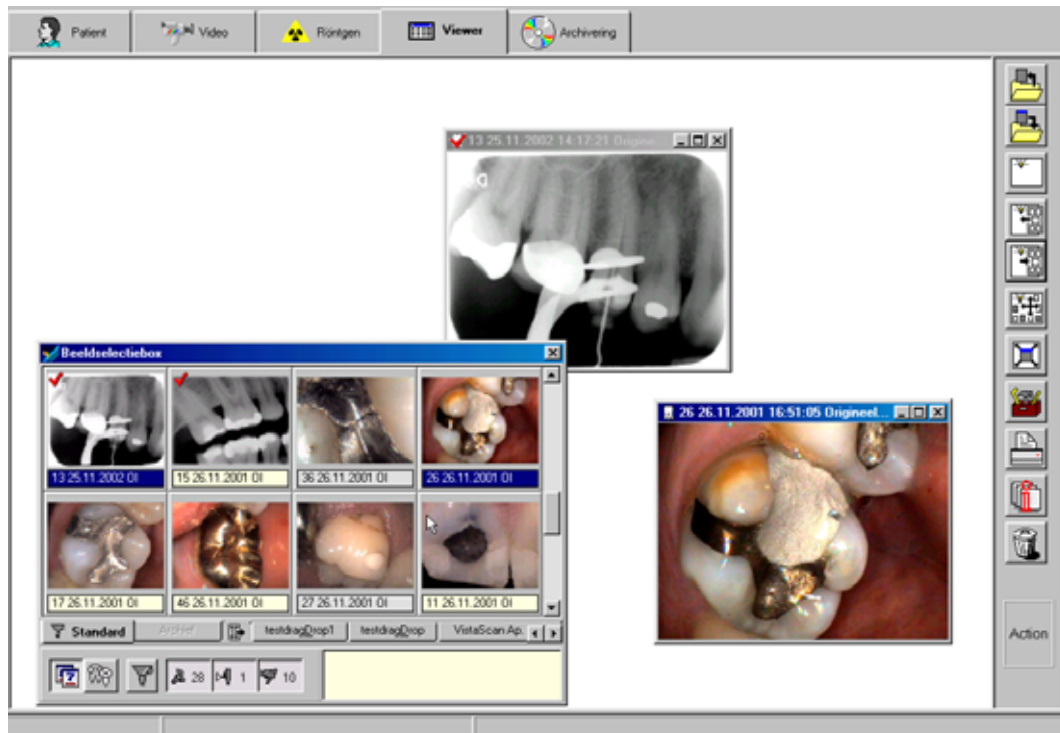 Patient
Video
Röntgen
Viewer
Archivering
13 25.11.2002 14:17:21 Origine
Beeldselectiebox
13 25.11.2002 OI
15 26.11.2001 OI
36 26.11.2001 OI
26 26.11.2001 OI
26 26.11.2001 16:51:05 Origineel...
17 26.11.2001 OI
46 26.11.2001 OI
27 26.11.2001 OI
11 26.11.2001 OI
Standard
Archief
testdragDrop1
testdragDrop
VistaScan Ap.
28
1
10
Action